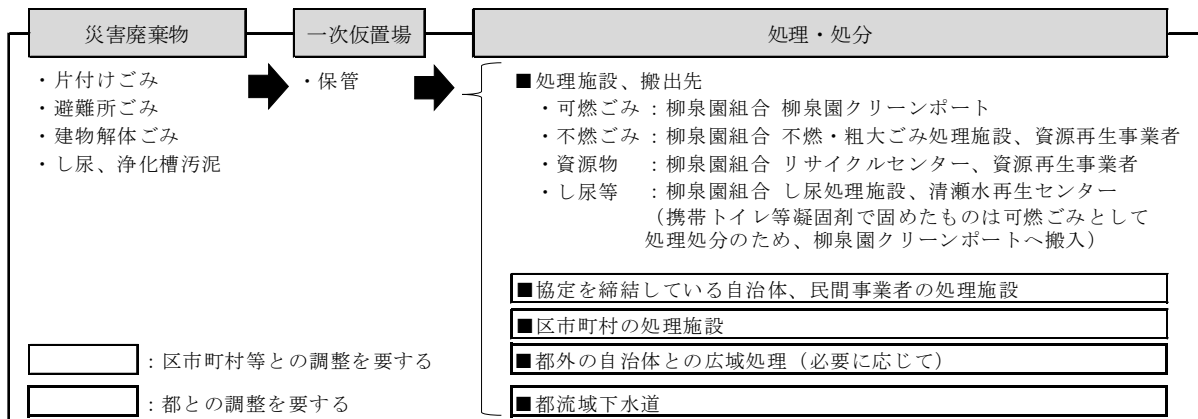 災害廃棄物
一次仮置場
処理・処分
・片付けごみ
・避難所ごみ
・建物解体ごみ
・し尿、浄化槽汚泥
・保管
■処理施設、搬出先
・可燃ごみ：柳泉園組合 柳泉園クリーンポート
・不燃ごみ：柳泉園組合 不燃・粗大ごみ処理施設、資源再生事業者
・資源物　：柳泉園組合 リサイクルセンター、資源再生事業者
・し尿等　：柳泉園組合 し尿処理施設、清瀬水再生センター
（携帯トイレ等凝固剤で固めたものは可燃ごみとして
処理処分のため、柳泉園クリーンポートへ搬入）
■協定を締結している自治体、民間事業者の処理施設
■区市町村の処理施設
■都外の自治体との広域処理（必要に応じて）
■都流域下水道
：区市町村等との調整を要する
：都との調整を要する